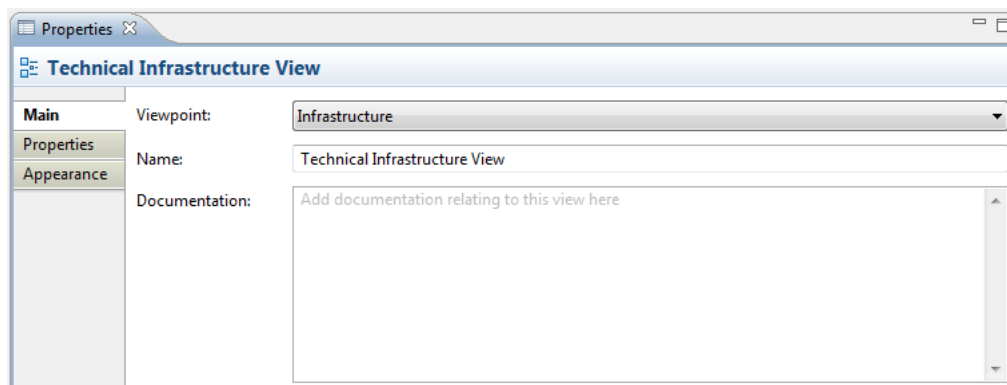 Properties
Technical Infrastructure View
Main
Viewpoint:
Infrastructure
Properties
Name:
Technical Infrastructure View
Appearance
Documentation:
Add documentation relating to this view here